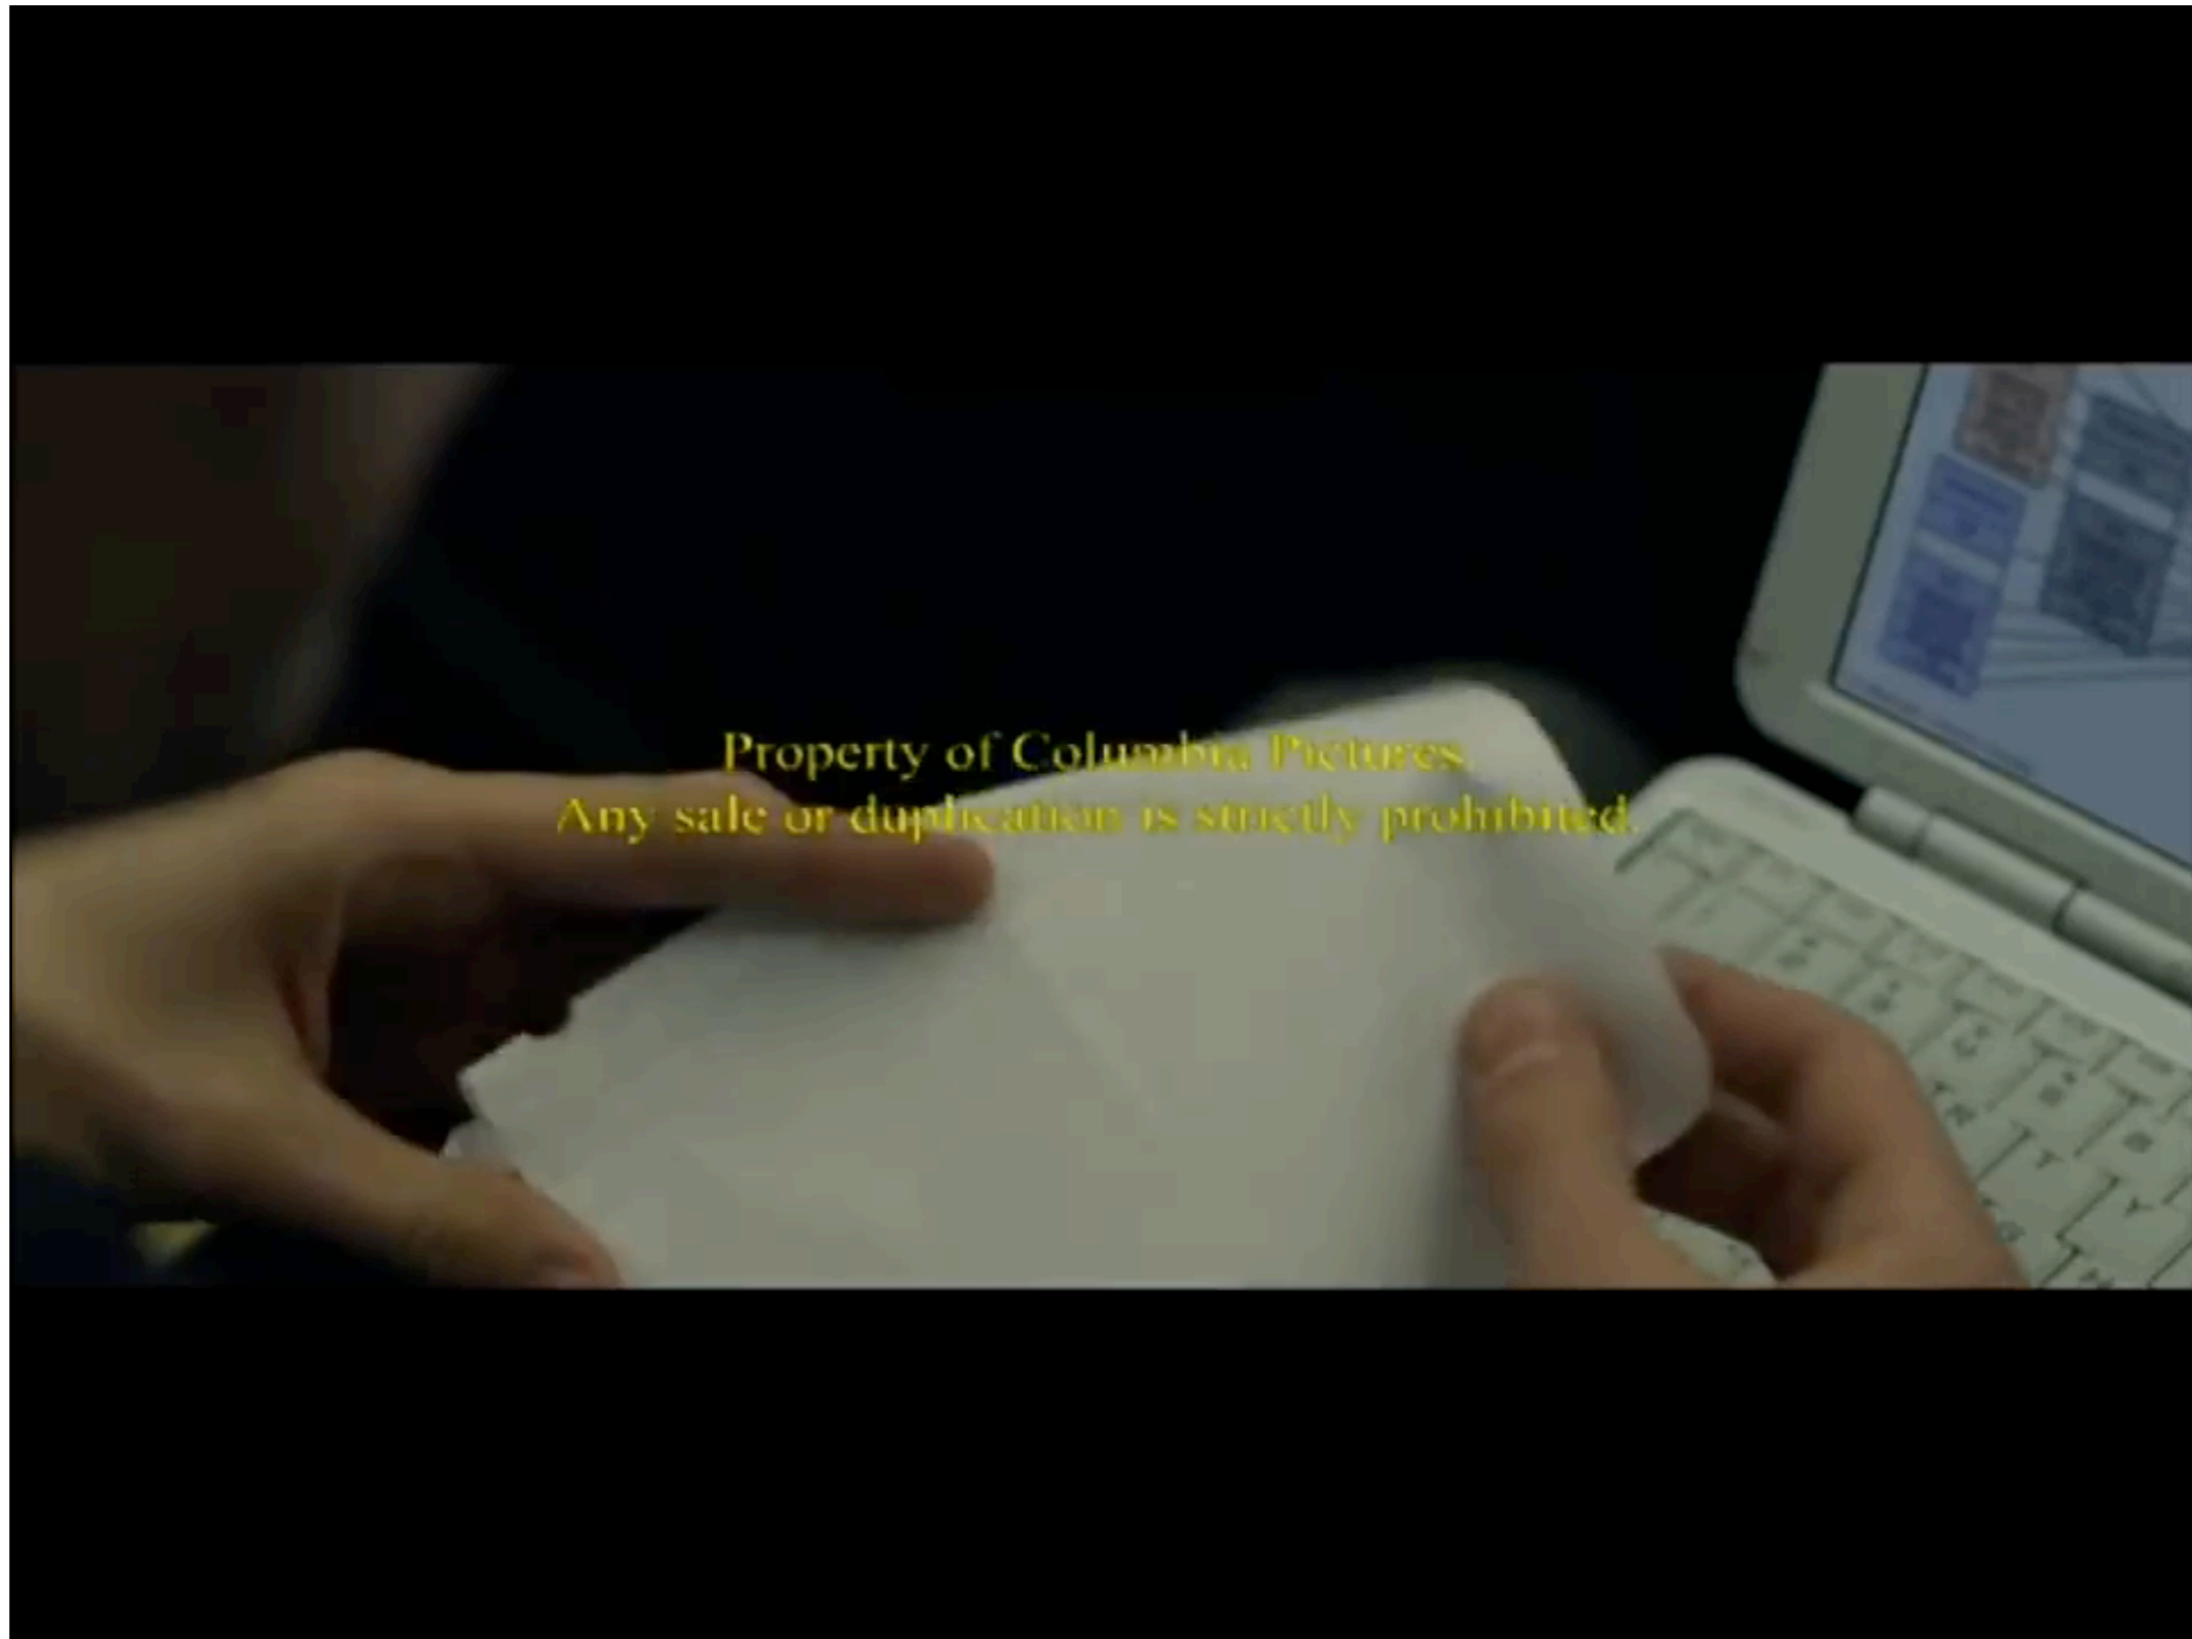 Property of Columbia Pictures.
Any sale or duplication is strictly prohibited.